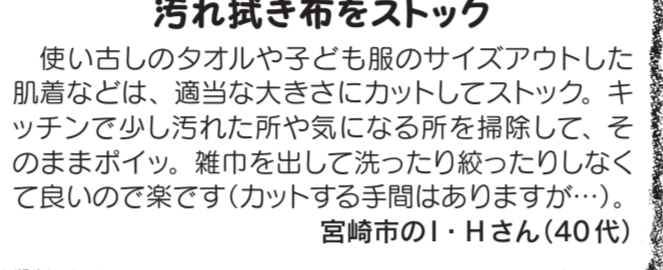 汚れ拭き布をストック
使い古しのタオルや子ども服のサイズアウトした
肌着などは、適当な大きさにカットしてストック。キ
ッチンで少し汚れた所や気になる所を掃除して、そ
のままポイッ。雑巾を出して洗ったり絞ったりしなく
て良いので楽です(カットする手間はありますが…)。
宮崎市のI・Hさん(40代)